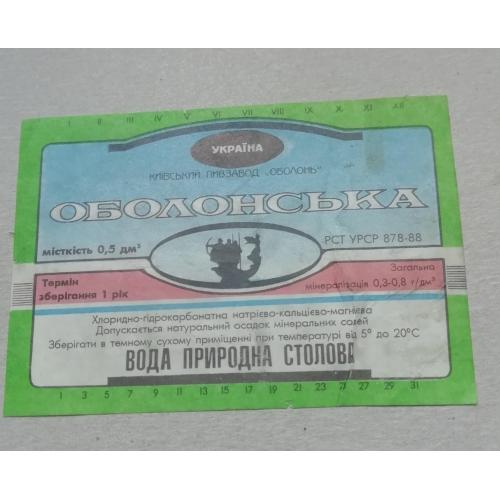 I II III IV V VI VII VIII IX X XI XII
УКРАЇНА
КИЇВСЬКИЙ ПИВЗАВОД „ОБОЛОНЬ"
ОБОЛОНСЬКА
місткість 0,5 дм³
РСТ УРСР 878-88
Термін
зберігання 1 рік
Загальна
мінералізація 0,3-0,8 г/дм³
Хлоридно-гідрокарбонатна натрієво-кальцієво-магнієва
Допускається натуральний осадок мінеральних солей
Зберігати в темному сухому приміщенні при температурі від 5° до 20°С
ВОДА ПРИРОДНА СТОЛОВА
1 3 5 7 9 11 13 15 17 19 21 23 25 27 29 31